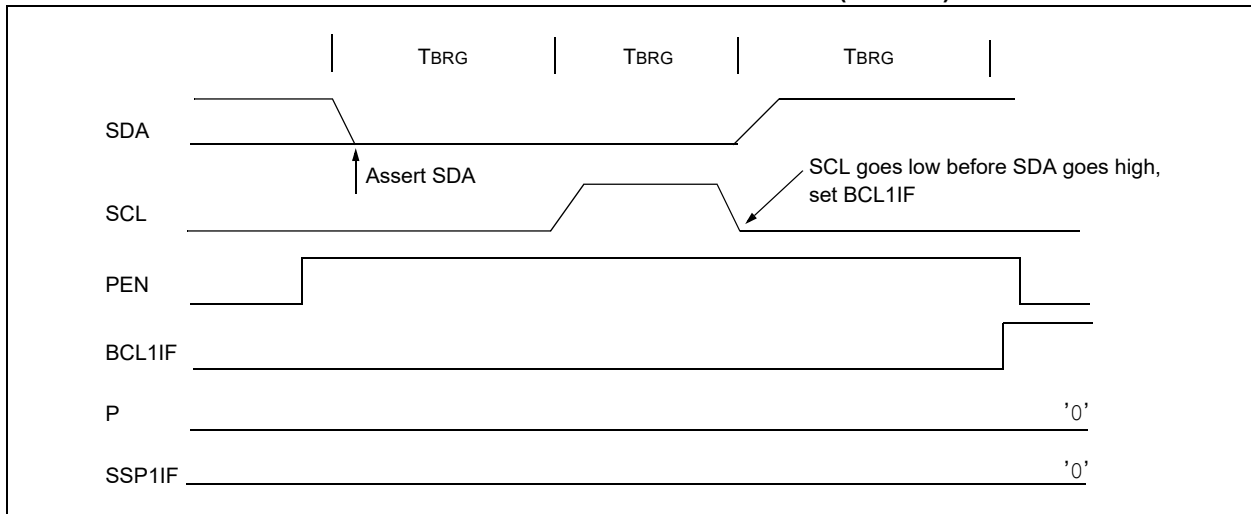 TBRG TBRG TBRG
SDA
Assert SDA
SCL goes low before SDA goes high,
set BCL1IF
SCL
PEN
BCL1IF
P '0'
SSP1IF '0'